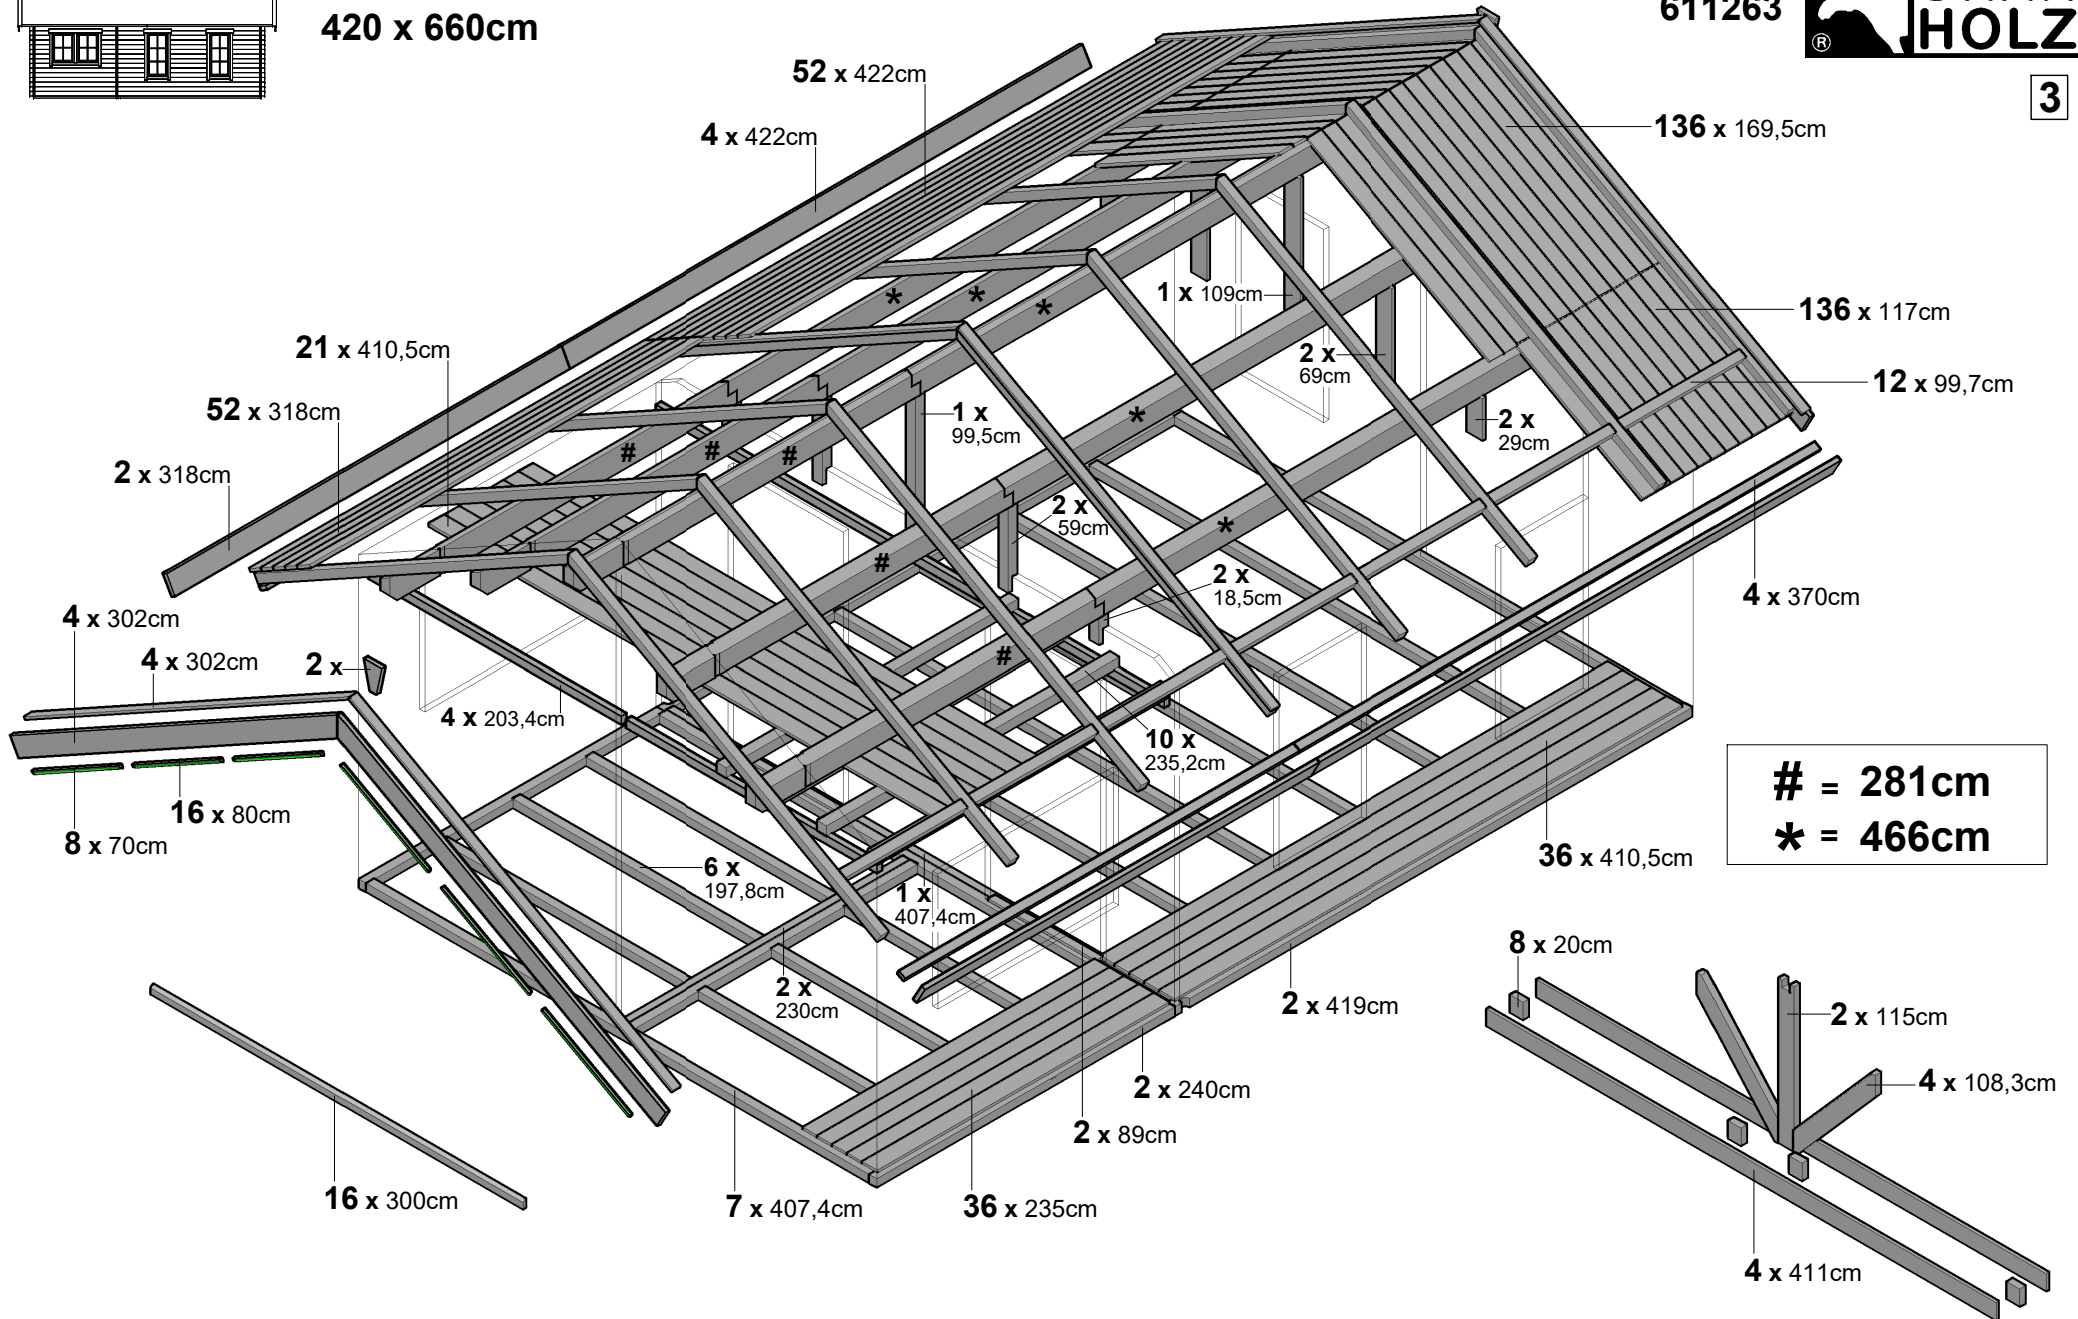 420 x 660cm
611263
HOLZ
®
3
52 x 422cm
4 x 422cm
136 x 169,5cm
21 x 410,5cm
52 x 318cm
2 x 318cm
1 x 109cm
2 x
69cm
136 x 117cm
12 x 99,7cm
* * *
# # #
1 x
99,5cm
*
2 x
29cm
2 x
59cm
*
#
2 x
18,5cm
#
4 x 370cm
4 x 302cm
4 x 302cm
2 x
4 x 203,4cm
10 x
235,2cm
16 x 80cm
8 x 70cm
# = 281cm
* = 466cm
36 x 410,5cm
6 x
197,8cm
1 x
407,4cm
2 x
230cm
2 x 419cm
2 x 240cm
2 x 89cm
16 x 300cm
7 x 407,4cm
36 x 235cm
8 x 20cm
2 x 115cm
4 x 108,3cm
4 x 411cm